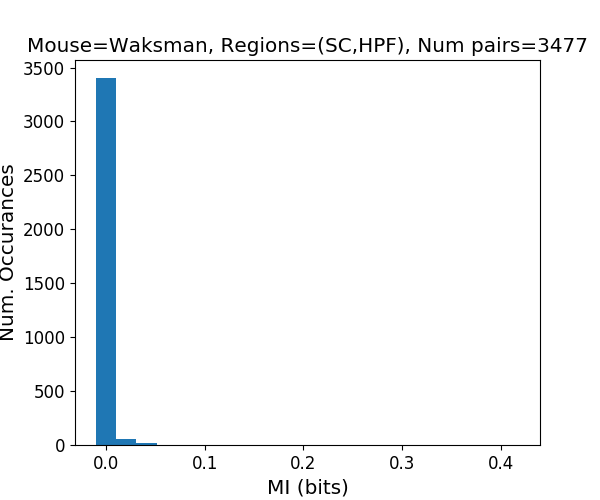 Mouse=Waksman, Regions=(SC,HPF), Num pairs=3477
3500
3000
2500
2000
1500
1000
500
0
Num. Occurances
0.0 0.1 0.2 0.3 0.4
MI (bits)